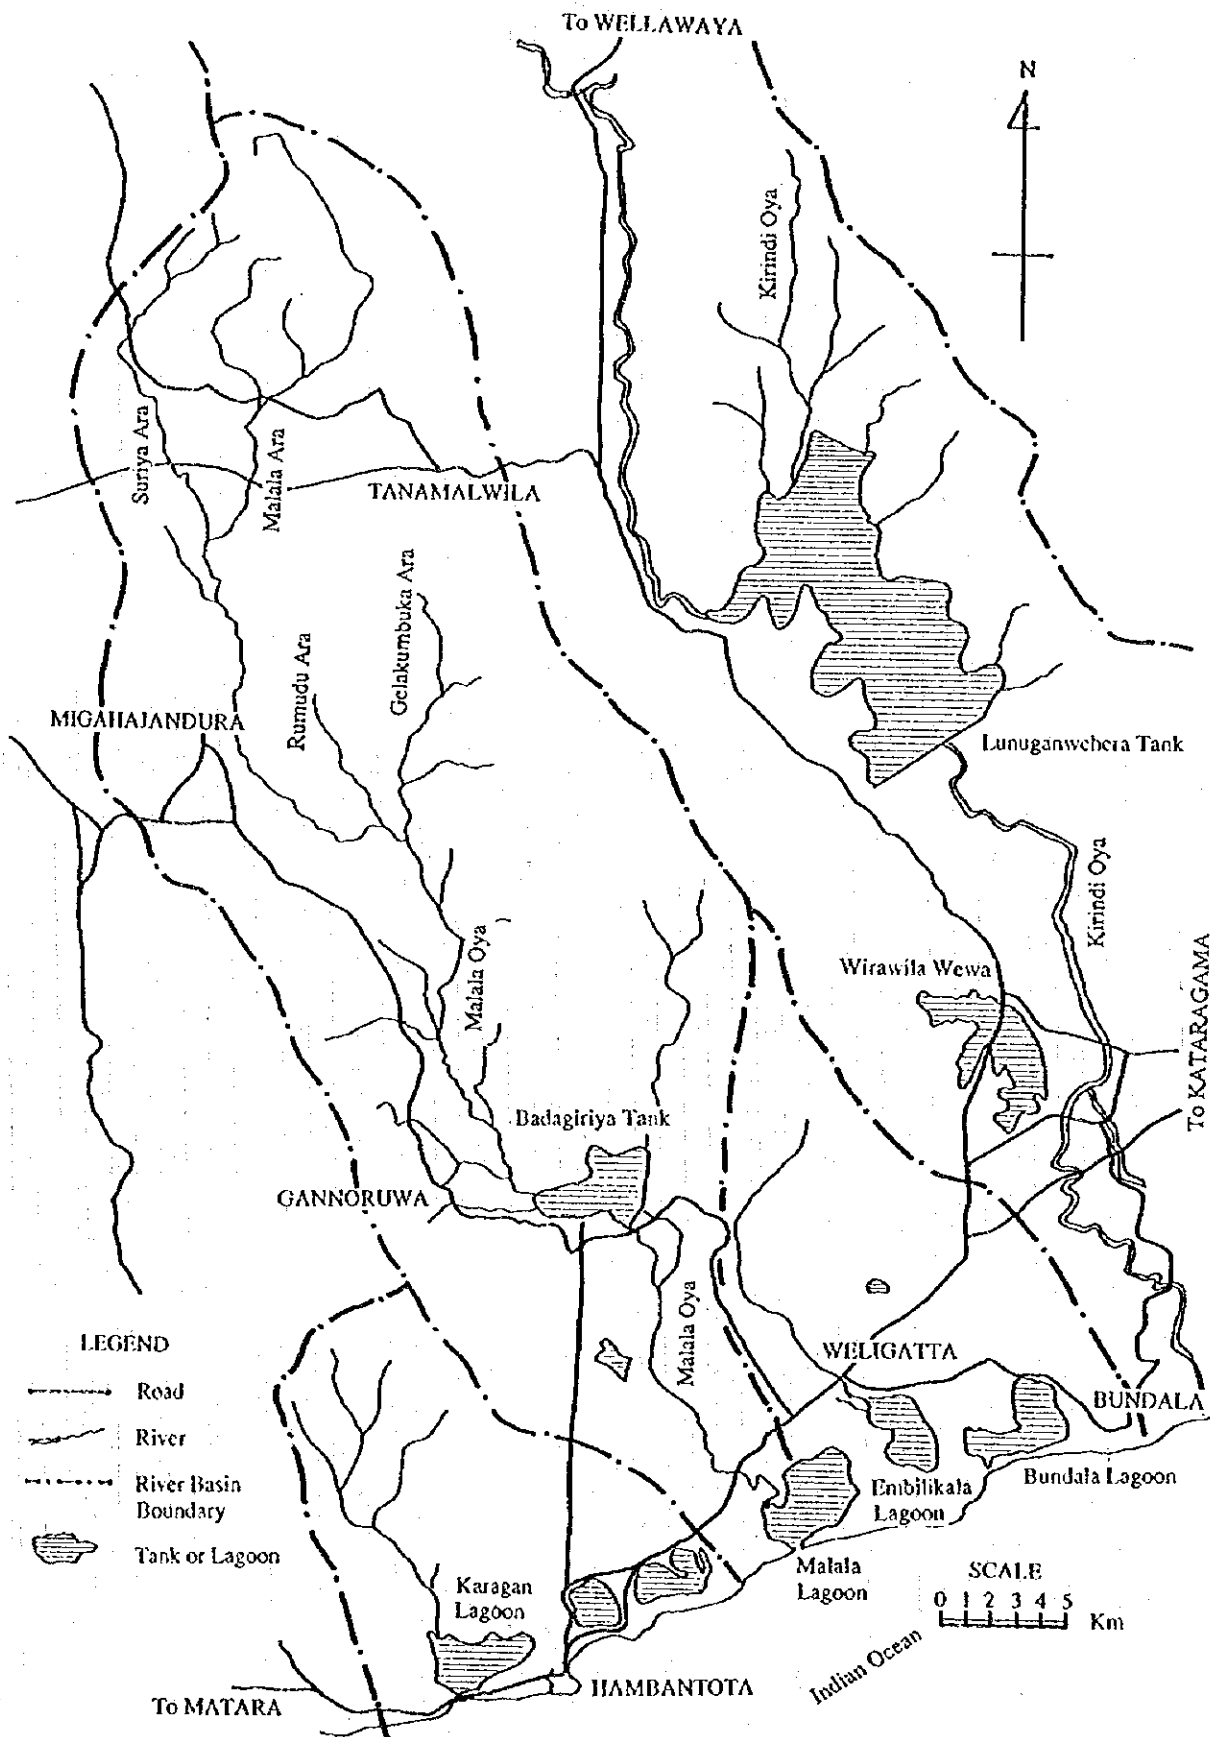 To WELLAWAYA
N
Kirindi Oya
Suriya Ara
Malala Ara
TANAMALWILA
Gelakumbuka Ara
Rumudu Ara
MIGAHAJANDURA
Lunuganwehera Tank
Kirindi Oya
Malala Oya
Wirawila Wewa
To KATARAGAMA
Badagiriya Tank
GANNORUWA
Malala Oya
LEGEND
Road
River
River Basin
Boundary
Tank or Lagoon
WELIGATTA
BUNDALA
Embilikala
Lagoon
Bundala Lagoon
Malala
Lagoon
Karagan
Lagoon
SCALE
0 1 2 3 4 5
Km
Indian Ocean
HAMBANTOTA
To MATARA